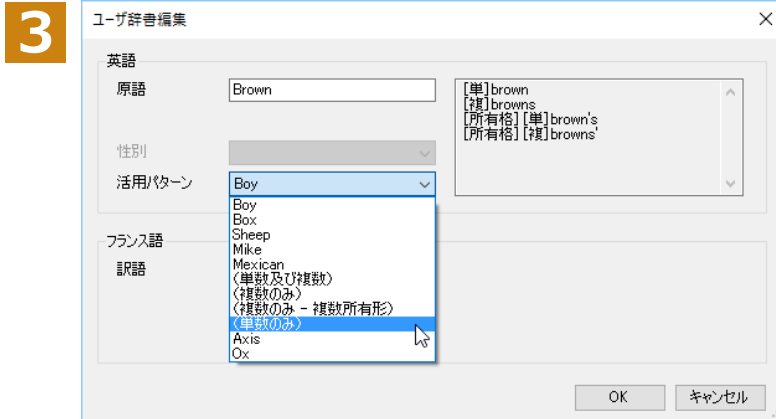 3
ユーザ辞書編集
英語
原語
Brown
[単]brown
[複]browns
[所有格][単]brown's
[所有格][複]browns'
性別
活用パターン
Boy
Boy
Box
Sheep
Mike
Mexican
(単数及び複数)
(複数のみ)
(複数のみ - 複数所有形)
(単数のみ)
Axis
Ox
フランス語
訳語
OK
キャンセル